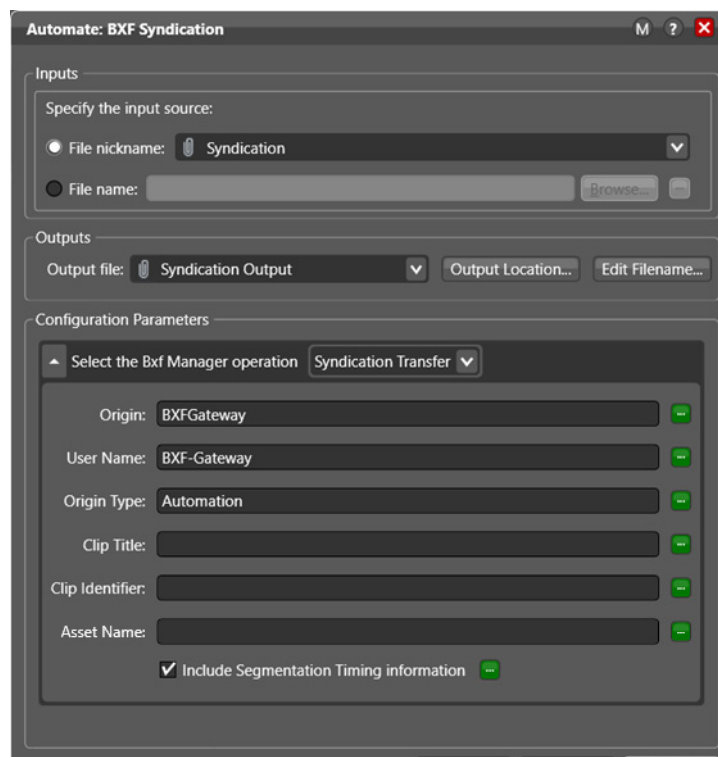 Automate: BXF Syndication M ? X
Inputs
Specify the input source:
File nickname: Syndication
File name: Browse... ...
Outputs
Output file: Syndication Output Output Location... Edit Filename...
Configuration Parameters
Select the Bxf Manager operation Syndication Transfer
Origin: BXFGateway ...
User Name: BXF-Gateway ...
Origin Type: Automation ...
Clip Title: ...
Clip Identifier: ...
Asset Name: ...
Include Segmentation Timing information ...